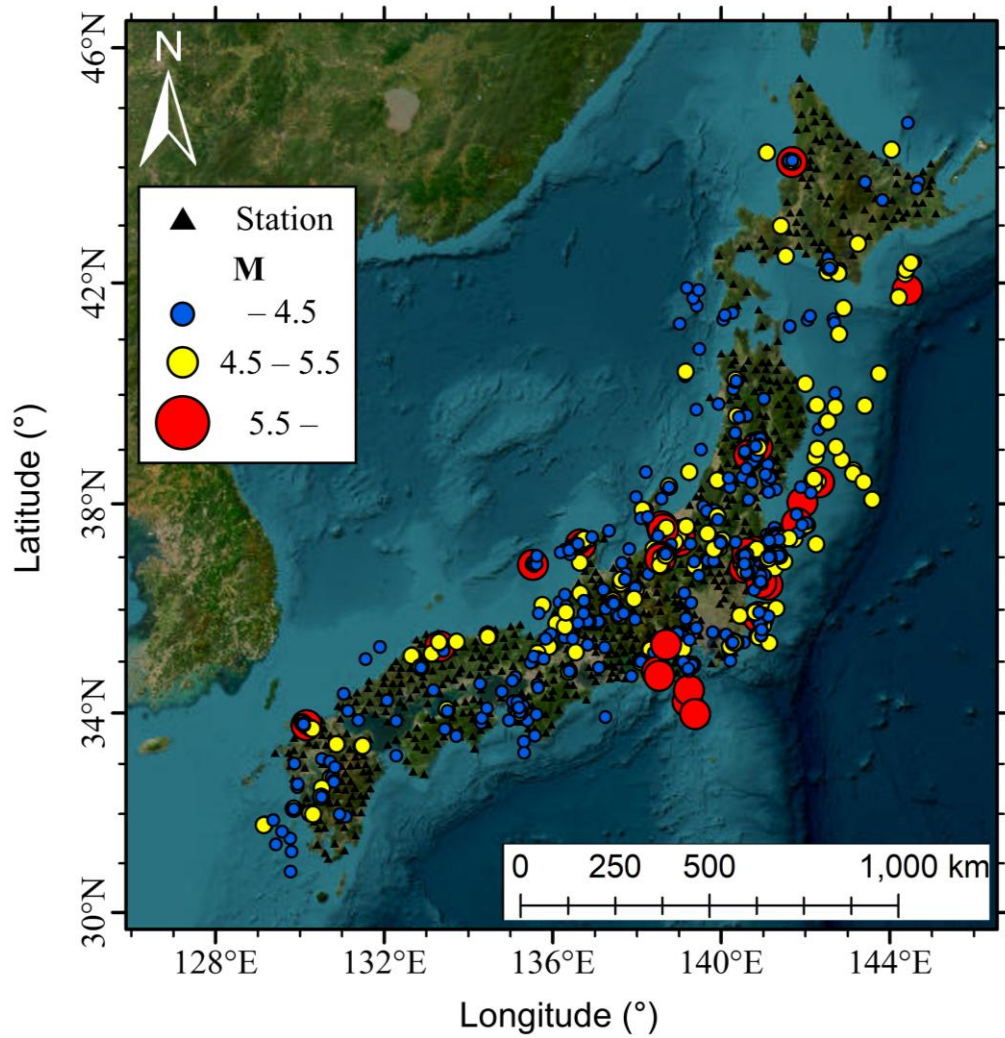 N
Station
M
– 4.5
4.5 – 5.5
5.5 –
46°N
42°N
38°N
34°N
30°N
Latitude (°)
0 250 500 1,000 km
128°E 132°E 136°E 140°E 144°E
Longitude (°)